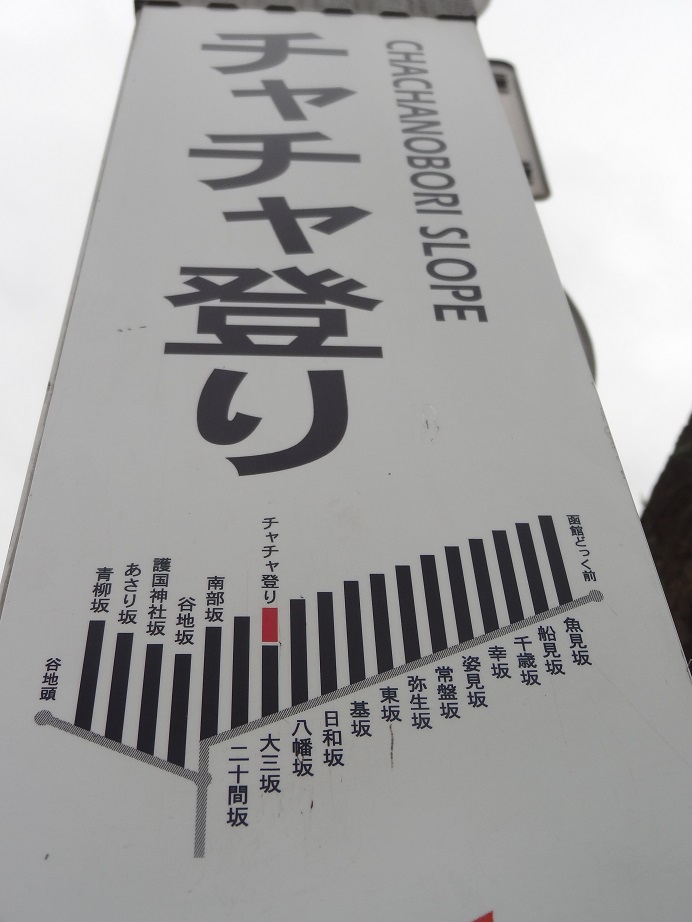 チャチャ登り
CHACHANOBORI SLOPE
谷地頭
青柳坂
あさり坂
護国神社坂
谷地坂
南部坂
チャチャ登り
函館どっく前
二十間坂
大三坂
八幡坂
日和坂
基坂
東坂
弥生坂
常盤坂
姿見坂
幸坂
千歳坂
船見坂
魚見坂